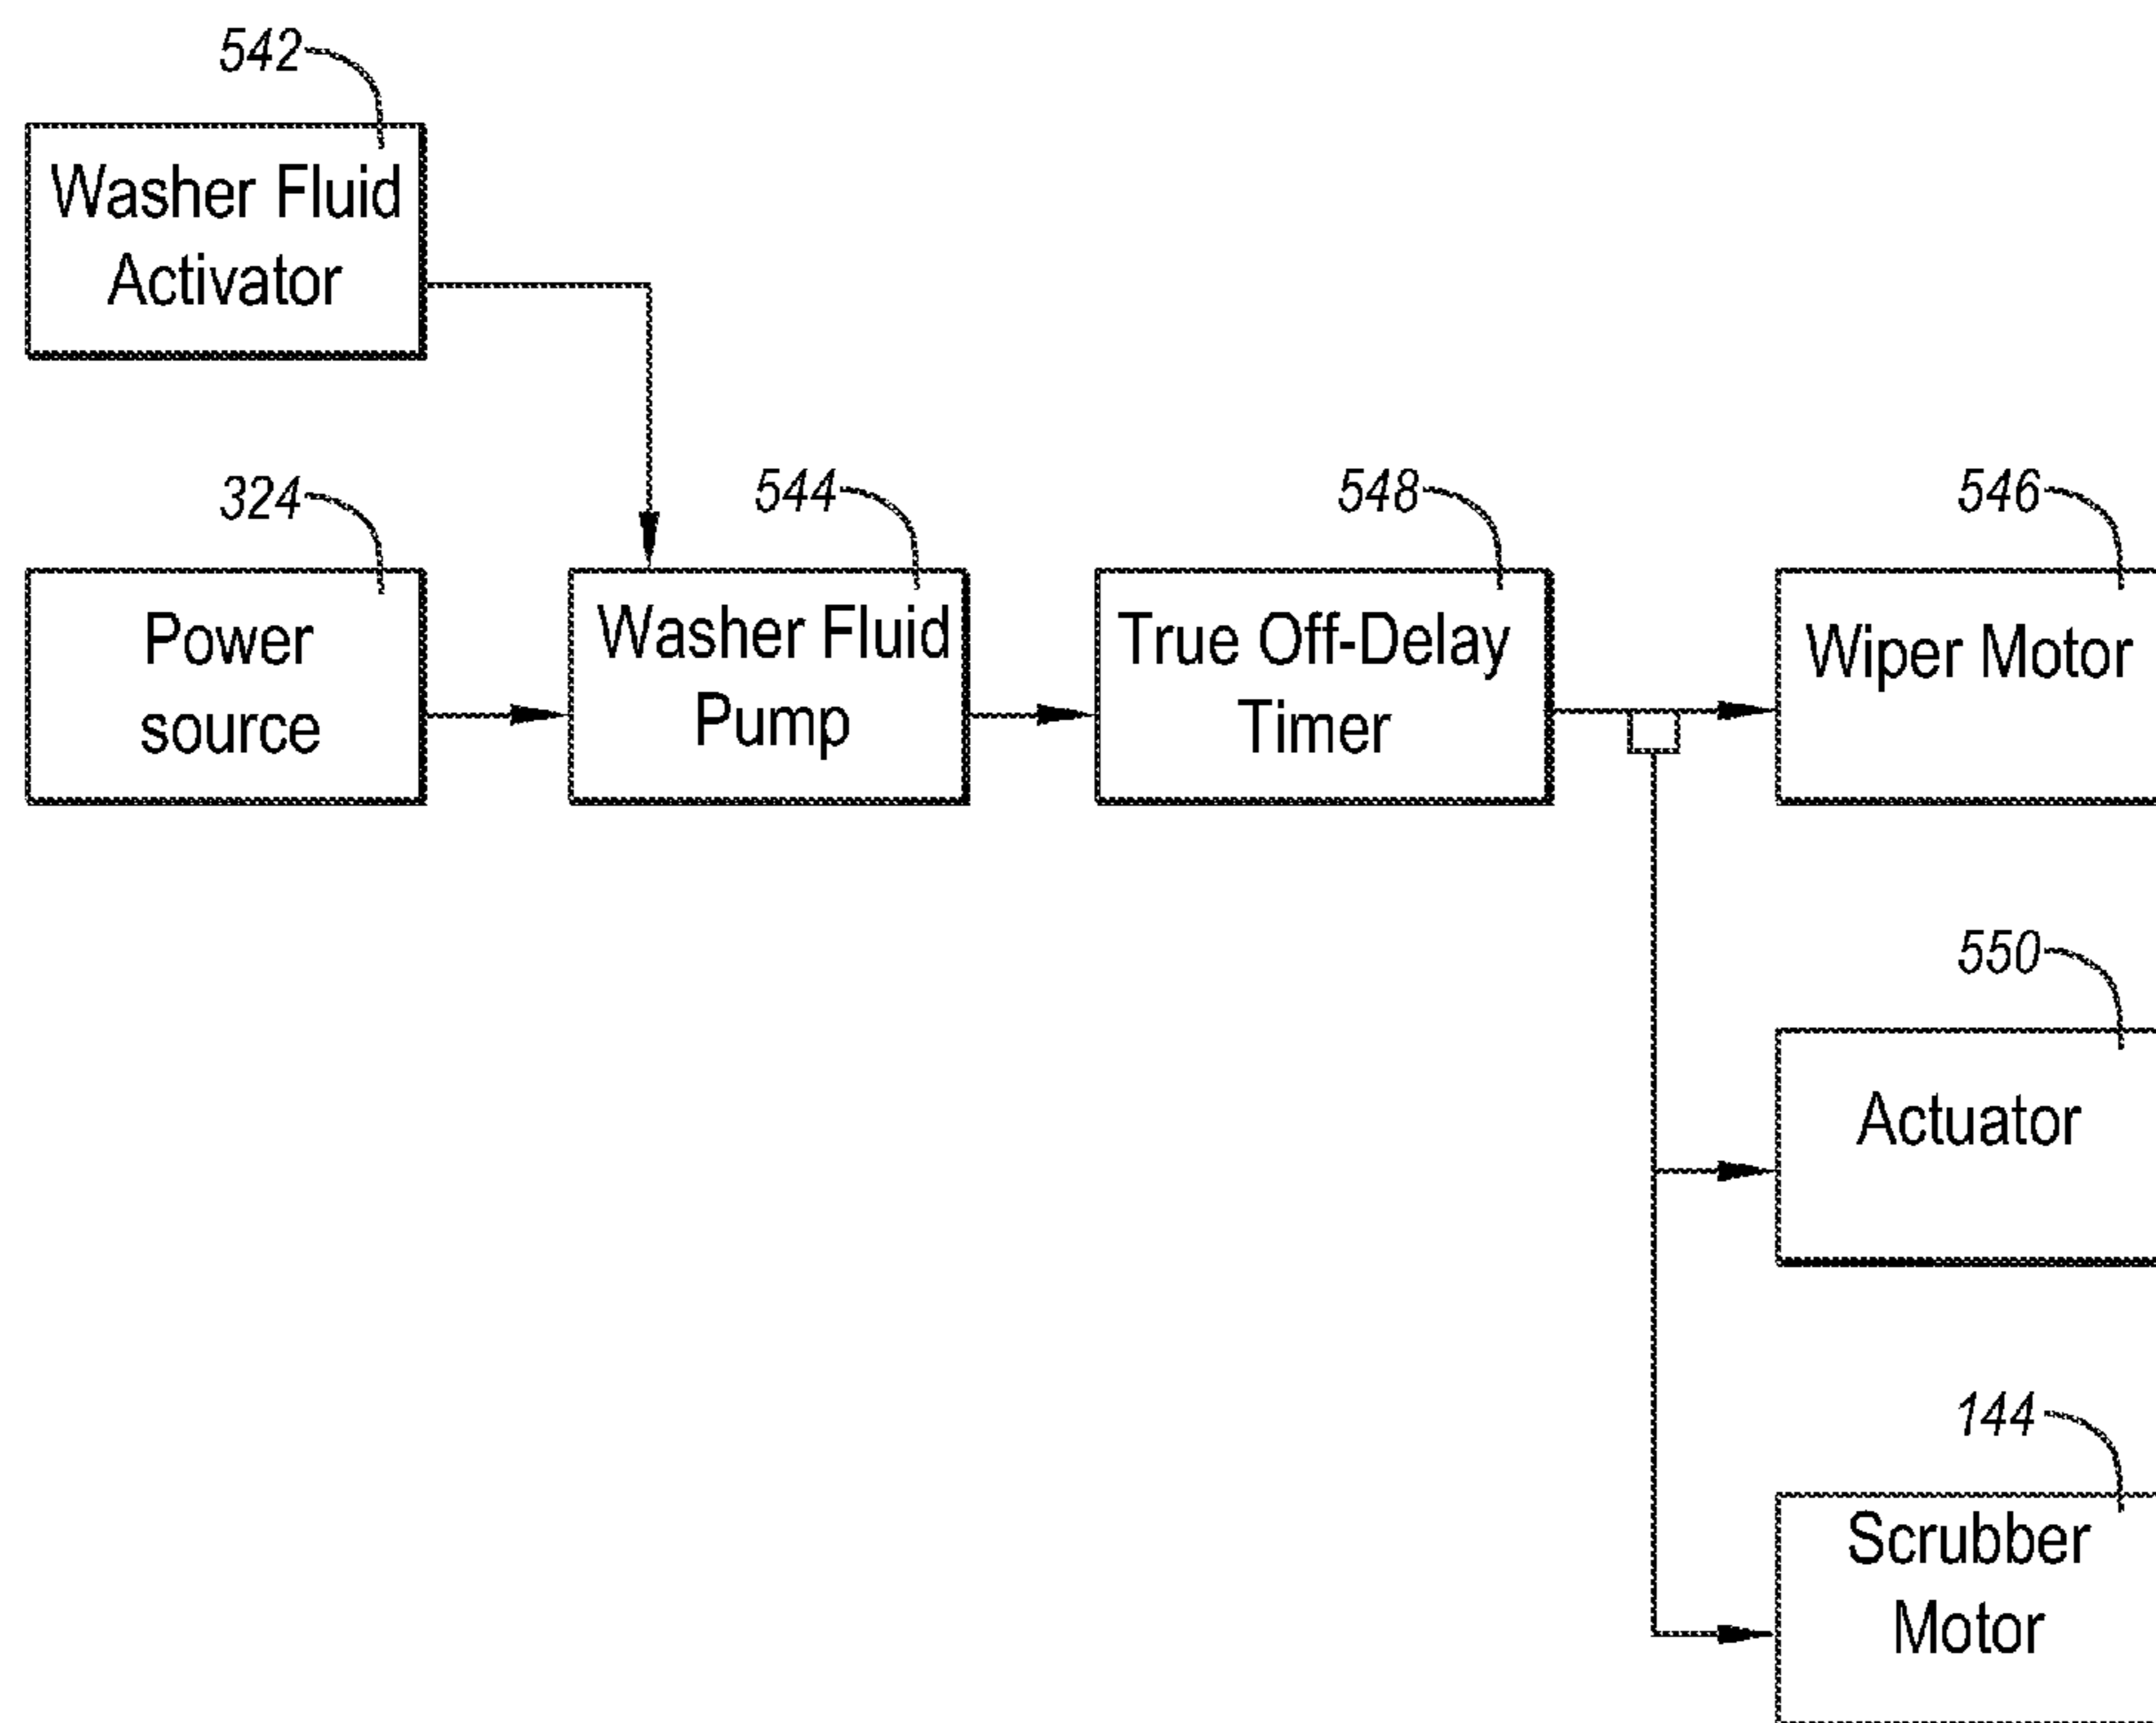 542
Washer Fluid
Activator
324
Power
source
544
Washer Fluid
Pump
548
True Off-Delay
Timer
546
Wiper Motor
550
Actuator
144
Scrubber
Motor